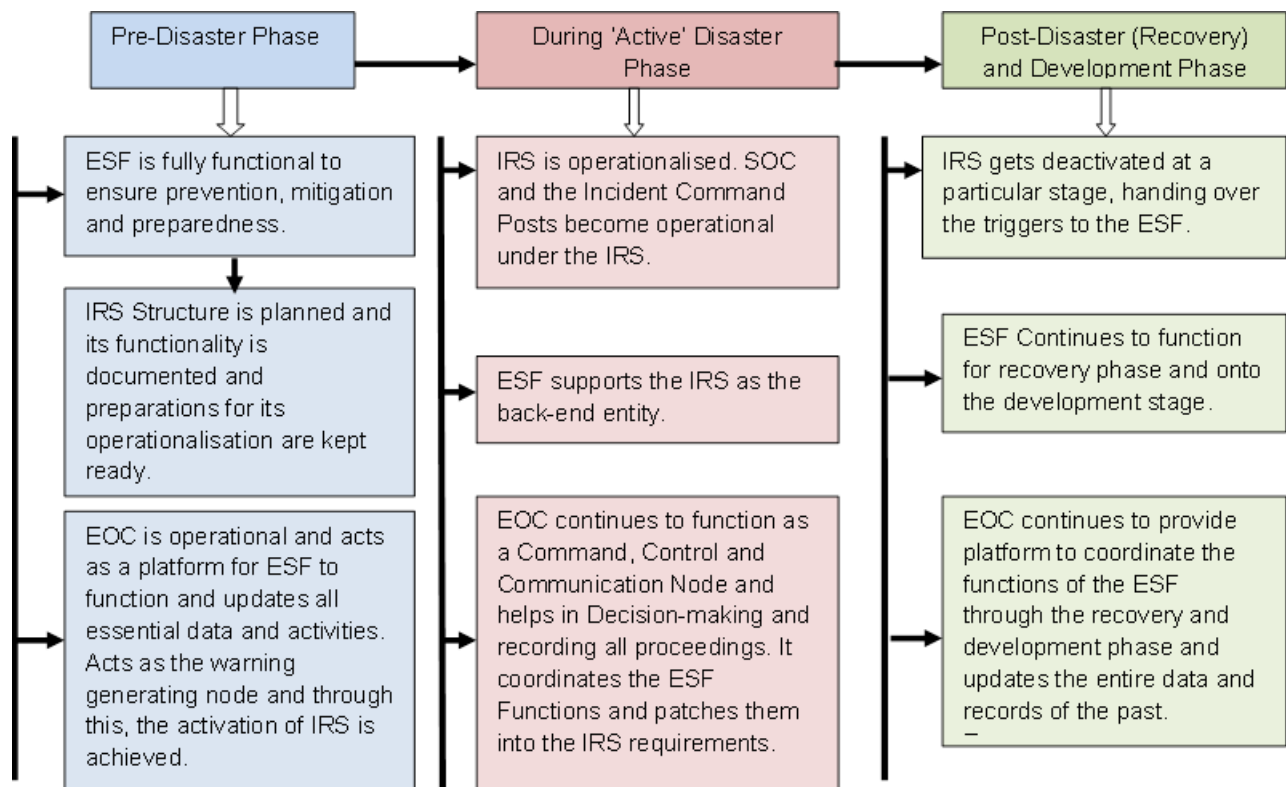 Pre-Disaster Phase
During 'Active' Disaster
Phase
Post-Disaster (Recovery)
and Development Phase
ESF is fully functional to
ensure prevention, mitigation
and preparedness.
IRS Structure is planned and
its functionality is
documented and
preparations for its
operationalisation are kept
ready.
EOC is operational and acts
as a platform for ESF to
function and updates all
essential data and activities.
Acts as the warning
generating node and through
this, the activation of IRS is
achieved.
IRS is operationalised. SOC
and the Incident Command
Posts become operational
under the IRS.
ESF supports the IRS as the
back-end entity.
EOC continues to function as
a Command, Control and
Communication Node and
helps in Decision-making and
recording all proceedings. It
coordinates the ESF
Functions and patches them
into the IRS requirements.
IRS gets deactivated at a
particular stage, handing over
the triggers to the ESF.
ESF Continues to function
for recovery phase and onto
the development stage.
EOC continues to provide
platform to coordinate the
functions of the ESF
through the recovery and
development phase and
updates the entire data and
records of the past.